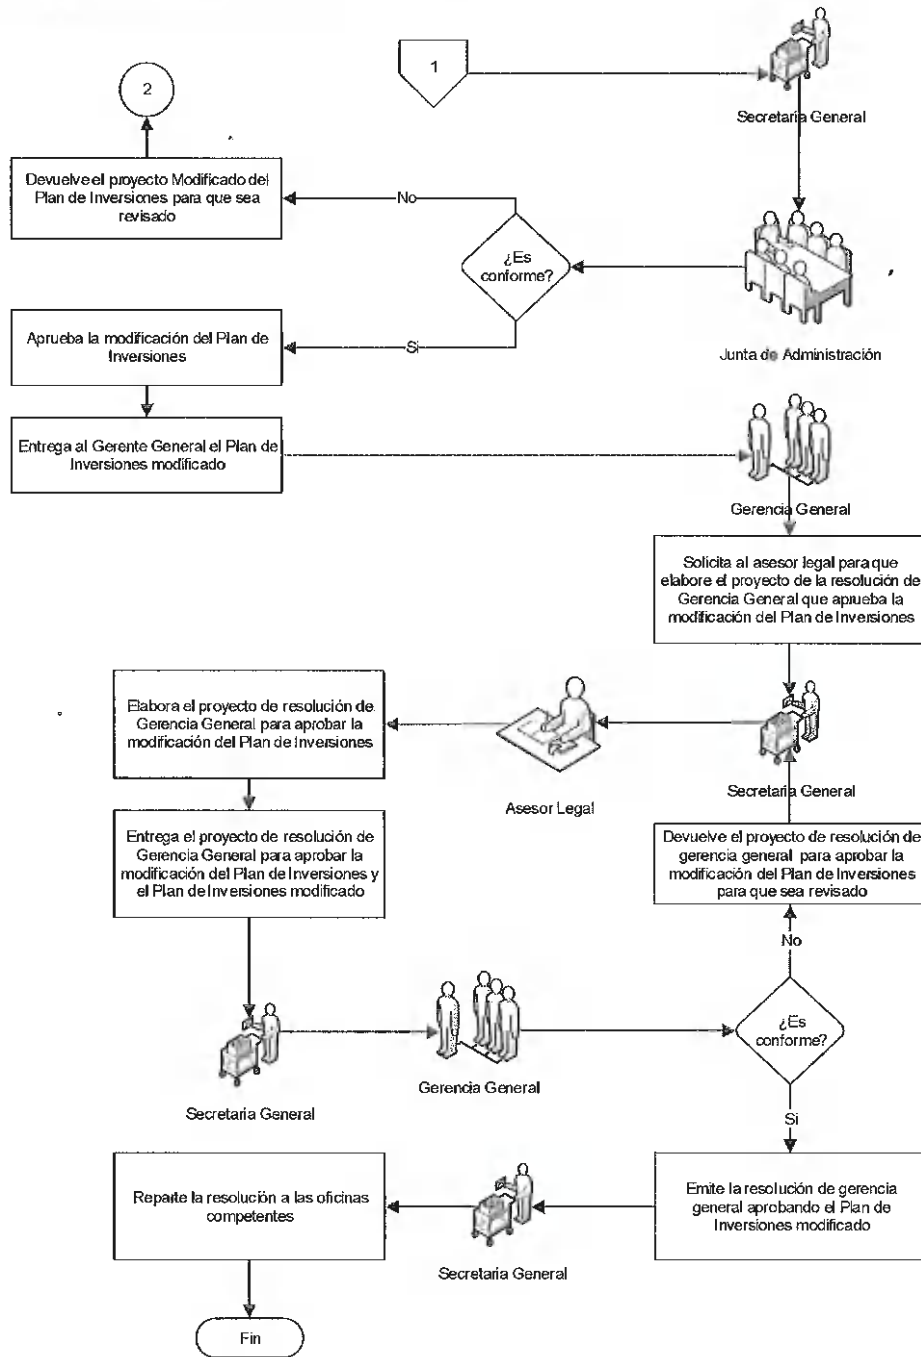 1
Secretaría General
2
Devuelve el proyecto Modificado del
Plan de Inversiones para que sea
revisado
No
¿Es
conforme?
Junta de Administración
Si
Aprueba la modificación del Plan de
Inversiones
Entrega al Gerente General el Plan de
Inversiones modificado
Gerencia General
Solicita al asesor legal para que
elabore el proyecto de la resolución de
Gerencia General que aprueba la
modificación del Plan de Inversiones
Secretaria General
Asesor Legal
Elabora el proyecto de resolución de
Gerencia General para aprobar la
modificación del Plan de Inversiones
Entrega el proyecto de resolución de
Gerencia General para aprobar la
modificación del Plan de Inversiones y
el Plan de Inversiones modificado
Devuelve el proyecto de resolución de
gerencia general para aprobar la
modificación del Plan de Inversiones
para que sea revisado
No
Secretaria General
Gerencia General
¿Es
conforme?
Si
Emite la resolución de gerencia
general aprobando el Plan de
Inversiones modificado
Secretaria General
Reparte la resolución a las oficinas
competentes
Fin